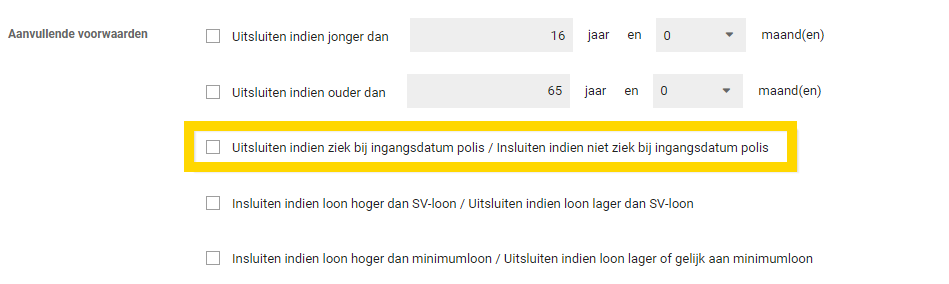 Aanvullende voorwaarden Uitsluiten indien jonger dan 16 jaar en 0 maand(en)
Uitsluiten indien ouder dan 65 jaar en 0 maand(en)
Uitsluiten indien ziek bij ingangsdatum polis / Insluiten indien niet ziek bij ingangsdatum polis
Insluiten indien loon hoger dan SV-loon / Uitsluiten indien loon lager dan SV-loon
Insluiten indien loon hoger dan minimumloon / Uitsluiten indien loon lager of gelijk aan minimumloon